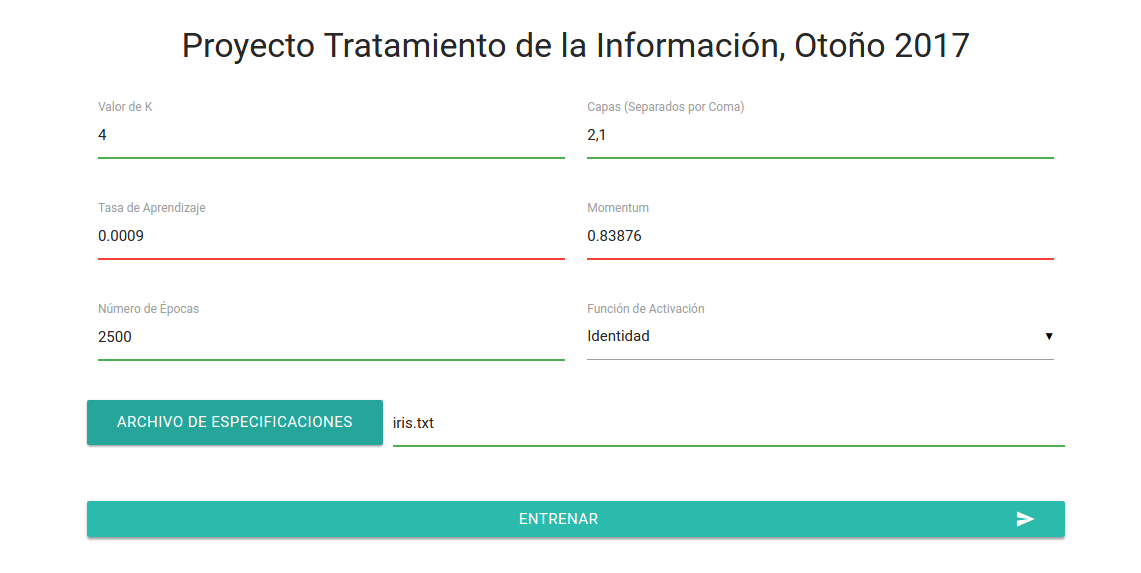 Proyecto Tratamiento de la Información, Otoño 2017
Valor de K
4
Capas (Separados por Coma)
2,1
Tasa de Aprendizaje
0.0009
Momentum
0.83876
Número de Épocas
2500
Función de Activación
Identidad
ARCHIVO DE ESPECIFICACIONES
iris.txt
ENTRENAR